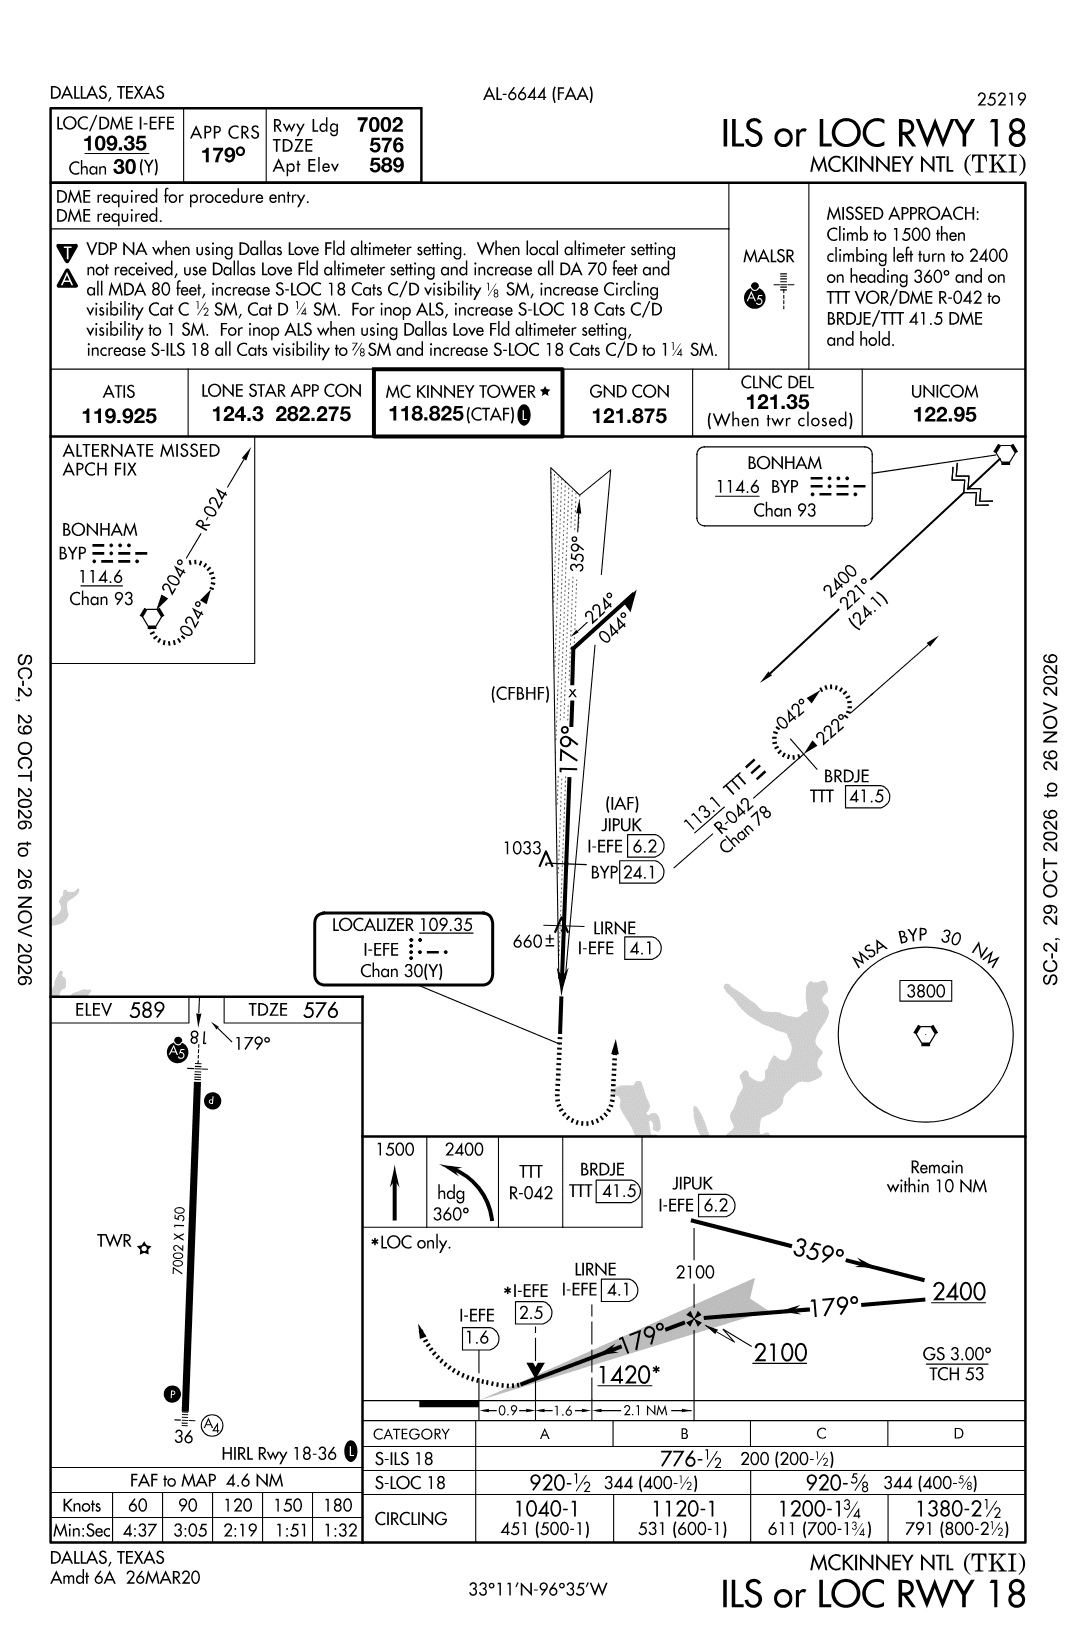 DALLAS, TEXAS
AL-6644 (FAA)
25219
LOC/DME I-EFE
109.35
Chan 30(Y)
APP CRS
179°
Rwy Ldg 7002
TDZE 576
Apt Elev 589
ILS or LOC RWY 18
MCKINNEY NTL (TKI)
DME required for procedure entry.
DME required.
T
A
VDP NA when using Dallas Love Fld altimeter setting. When local altimeter setting
not received, use Dallas Love Fld altimeter setting and increase all DA 70 feet and
all MDA 80 feet, increase S-LOC 18 Cats C/D visibility ⅛ SM, increase Circling
visibility Cat C ½ SM, Cat D ¼ SM. For inop ALS, increase S-LOC 18 Cats C/D
visibility to 1 SM. For inop ALS when using Dallas Love Fld altimeter setting,
increase S-ILS 18 all Cats visibility to ⅞ SM and increase S-LOC 18 Cats C/D to 1¼ SM.
MALSR
A5
MISSED APPROACH:
Climb to 1500 then
climbing left turn to 2400
on heading 360° and on
TTT VOR/DME R-042 to
BRDJE/TTT 41.5 DME
and hold.
ATIS
119.925
LONE STAR APP CON
124.3 282.275
MC KINNEY TOWER ★
118.825 (CTAF) L
GND CON
121.875
CLNC DEL
121.35
(When twr closed)
UNICOM
122.95
ALTERNATE MISSED
APCH FIX
BONHAM
BYP
114.6
Chan 93
R-024
204°
024°
BONHAM
114.6 BYP
Chan 93
2400
221°
(24.1)
359°
224°
044°
(CFBHF)
179°
042°
222°
BRDJE
TTT 41.5
113.1 TTT
R-042
Chan 78
(IAF)
JIPUK
I-EFE 6.2
BYP 24.1
1033
LIRNE
I-EFE 4.1
660±
LOCALIZER 109.35
I-EFE
Chan 30(Y)
MSA BYP 30 NM
3800
SC-2, 29 OCT 2026 to 26 NOV 2026
SC-2, 29 OCT 2026 to 26 NOV 2026
ELEV 589
TDZE 576
A5
18
179°
P
7002 X 150
TWR
P
36
A4
HIRL Rwy 18-36 L
FAF to MAP 4.6 NM
Knots 60 90 120 150 180
Min:Sec 4:37 3:05 2:19 1:51 1:32
1500
2400
hdg
360°
TTT
R-042
BRDJE
TTT 41.5
*LOC only.
JIPUK
I-EFE 6.2
Remain
within 10 NM
359°
2400
179°
2100
2100
LIRNE
I-EFE 4.1
*I-EFE
2.5
I-EFE
1.6
179°
1420*
GS 3.00°
TCH 53
0.9
1.6
2.1 NM
CATEGORY A B C D
S-ILS 18 776-½ 200 (200-½)
S-LOC 18 920-½ 344 (400-½) 920-⅝ 344 (400-⅝)
CIRCLING
1040-1 1120-1 1200-1¾ 1380-2½
451 (500-1) 531 (600-1) 611 (700-1¾) 791 (800-2½)
DALLAS, TEXAS
Amdt 6A 26MAR20
33°11'N-96°35'W
MCKINNEY NTL (TKI)
ILS or LOC RWY 18